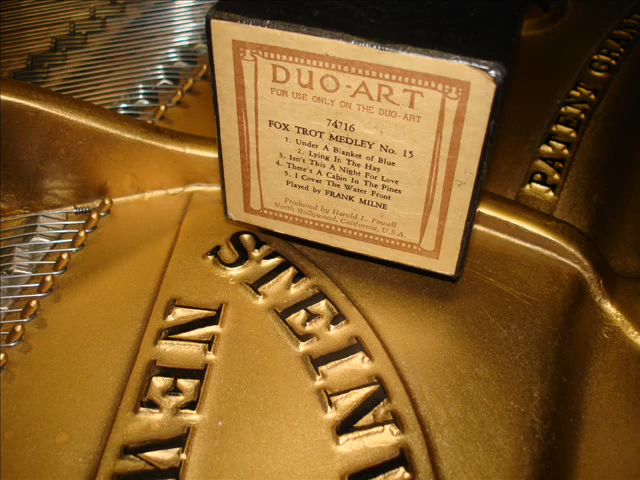 DUO-ART
FOR USE ONLY ON THE DUO-ART
74716
FOX TROT MEDLEY No. 15
1. Under A Blanket of Blue
2. Lying In The Hay
3. Isn't This A Night For Love
4. There's A Cabin In The Pines
5. I Cover The Water Front
Played by FRANK MILNE
Produced by Harold L. Powell
North Hollywood, California, U.S.A.
PATENT GRAN
STEINW
NEW